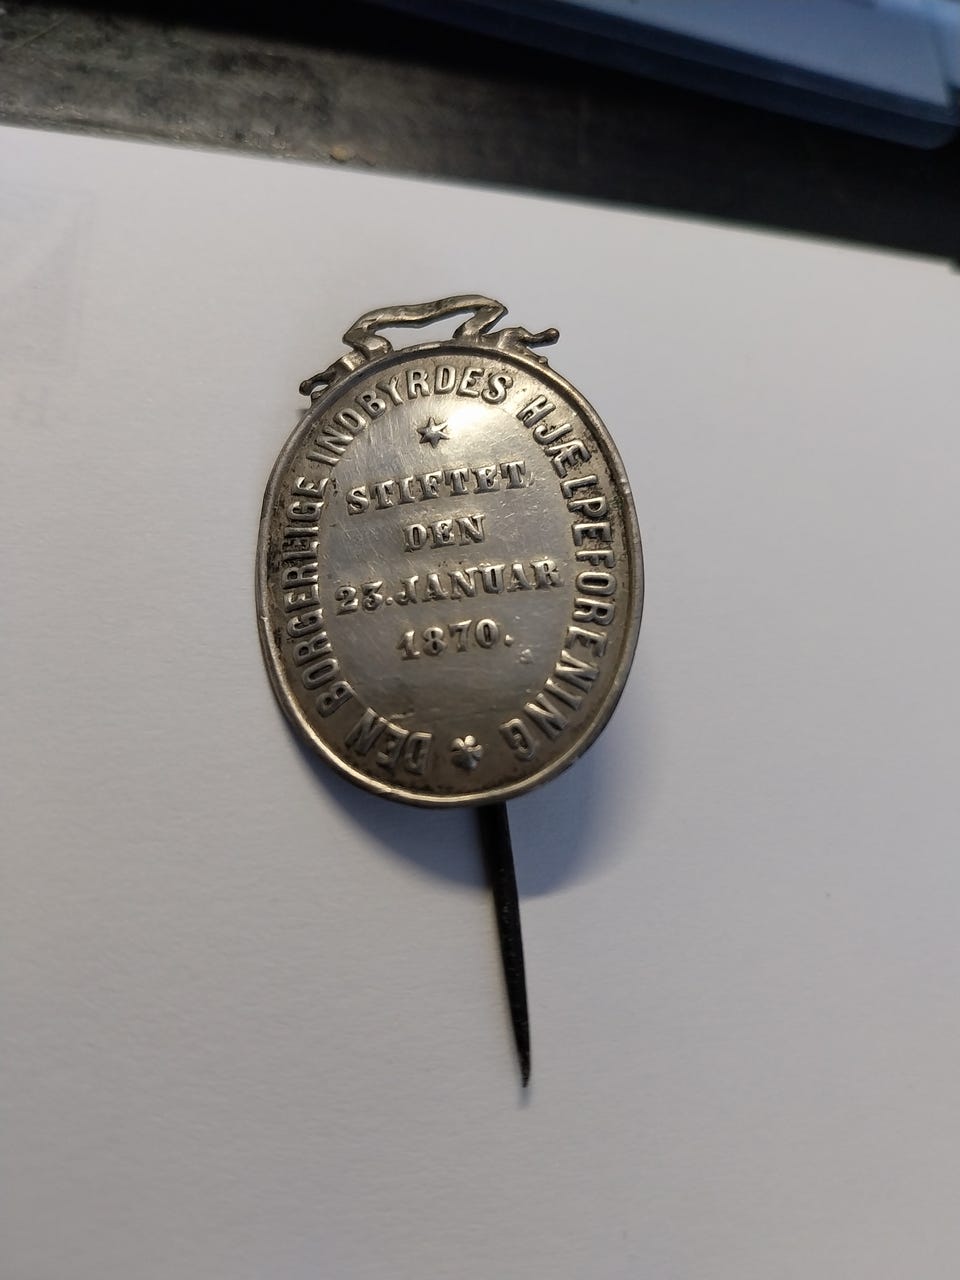 DEN BORGERLIGE INDBYRDES HJÆLPEFORENING
STIFTET
DEN
23. JANUAR
1870.